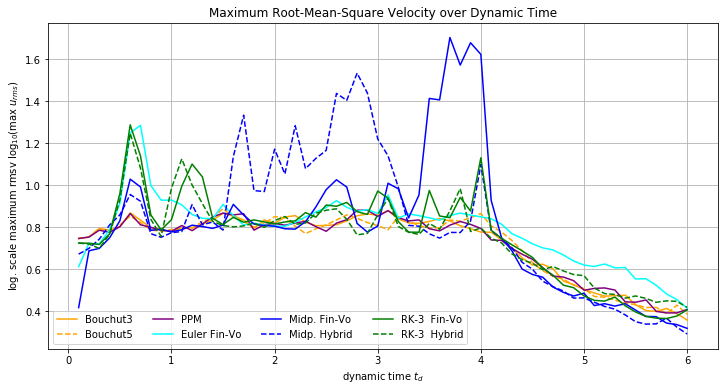 Maximum Root-Mean-Square Velocity over Dynamic Time
log. scale maximum rmsv log₁₀(max u_rms)
1.6
1.4
1.2
1.0
0.8
0.6
0.4
Bouchut3 PPM Midp. Fin-Vo RK-3 Fin-Vo
Bouchut5 Euler Fin-Vo Midp. Hybrid RK-3 Hybrid
0 1 2 3 4 5 6
dynamic time t_d